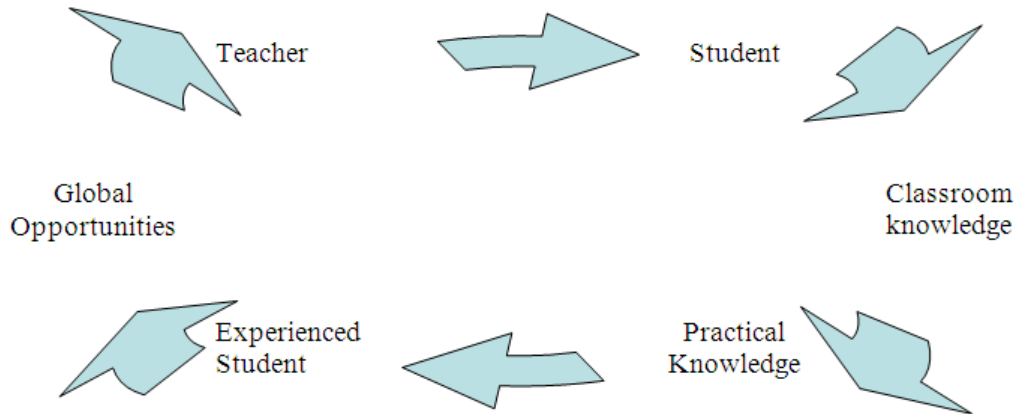 Teacher
Student
Global
Opportunities
Classroom
knowledge
Experienced
Student
Practical
Knowledge